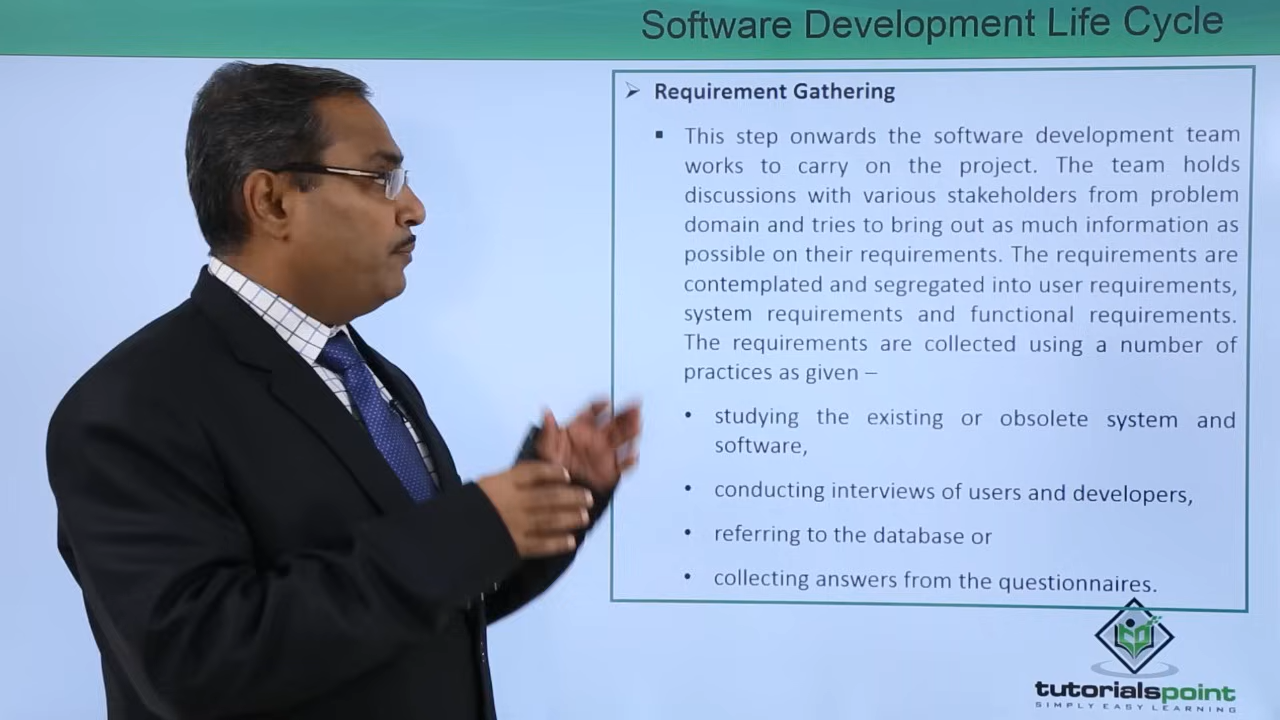 Software Development Life Cycle
Requirement Gathering
This step onwards the software development team
works to carry on the project. The team holds
discussions with various stakeholders from problem
domain and tries to bring out as much information as
possible on their requirements. The requirements are
contemplated and segregated into user requirements,
system requirements and functional requirements.
The requirements are collected using a number of
practices as given –
studying the existing or obsolete system and
software,
conducting interviews of users and developers,
referring to the database or
collecting answers from the questionnaires.
tutorialspoint
SIMPLY EASY LEARNING